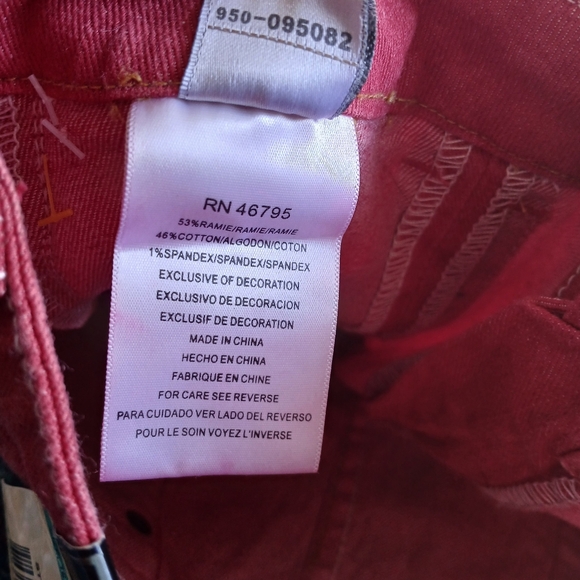 950-095082
RN 46795
53%RAMIE/RAMIE/RAMIE
46%COTTON/ALGODON/COTON
1%SPANDEX/SPANDEX/SPANDEX
EXCLUSIVE OF DECORATION
EXCLUSIVO DE DECORACION
EXCLUSIF DE DECORATION
MADE IN CHINA
HECHO EN CHINA
FABRIQUE EN CHINE
FOR CARE SEE REVERSE
PARA CUIDADO VER LADO DEL REVERSO
POUR LE SOIN VOYEZ L'INVERSE